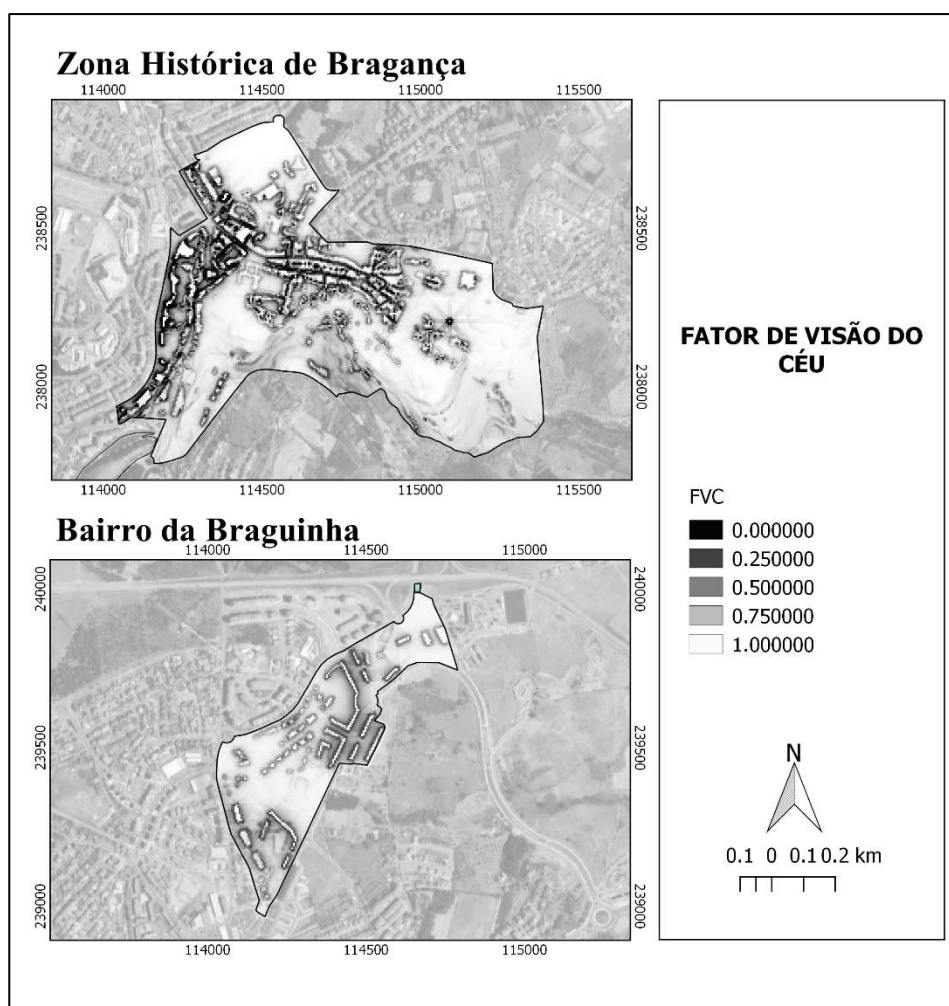 Zona Histórica de Bragança
114000 114500 115000 115500
238500 238500
238000 238000
114000 114500 115000 115500
Bairro da Braguinha
114000 114500 115000
240000 240000
239500 239500
239000 239000
114000 114500 115000
FATOR DE VISÃO DO
CÉU
FVC
0.000000
0.250000
0.500000
0.750000
1.000000
N
0.1 0 0.1 0.2 km